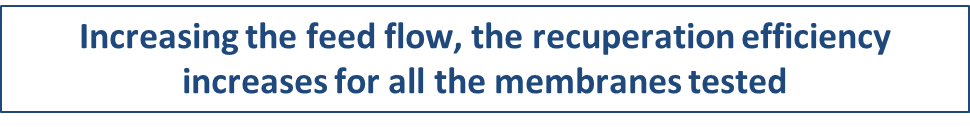 Increasing the feed flow, the recuperation efficiency
increases for all the membranes tested